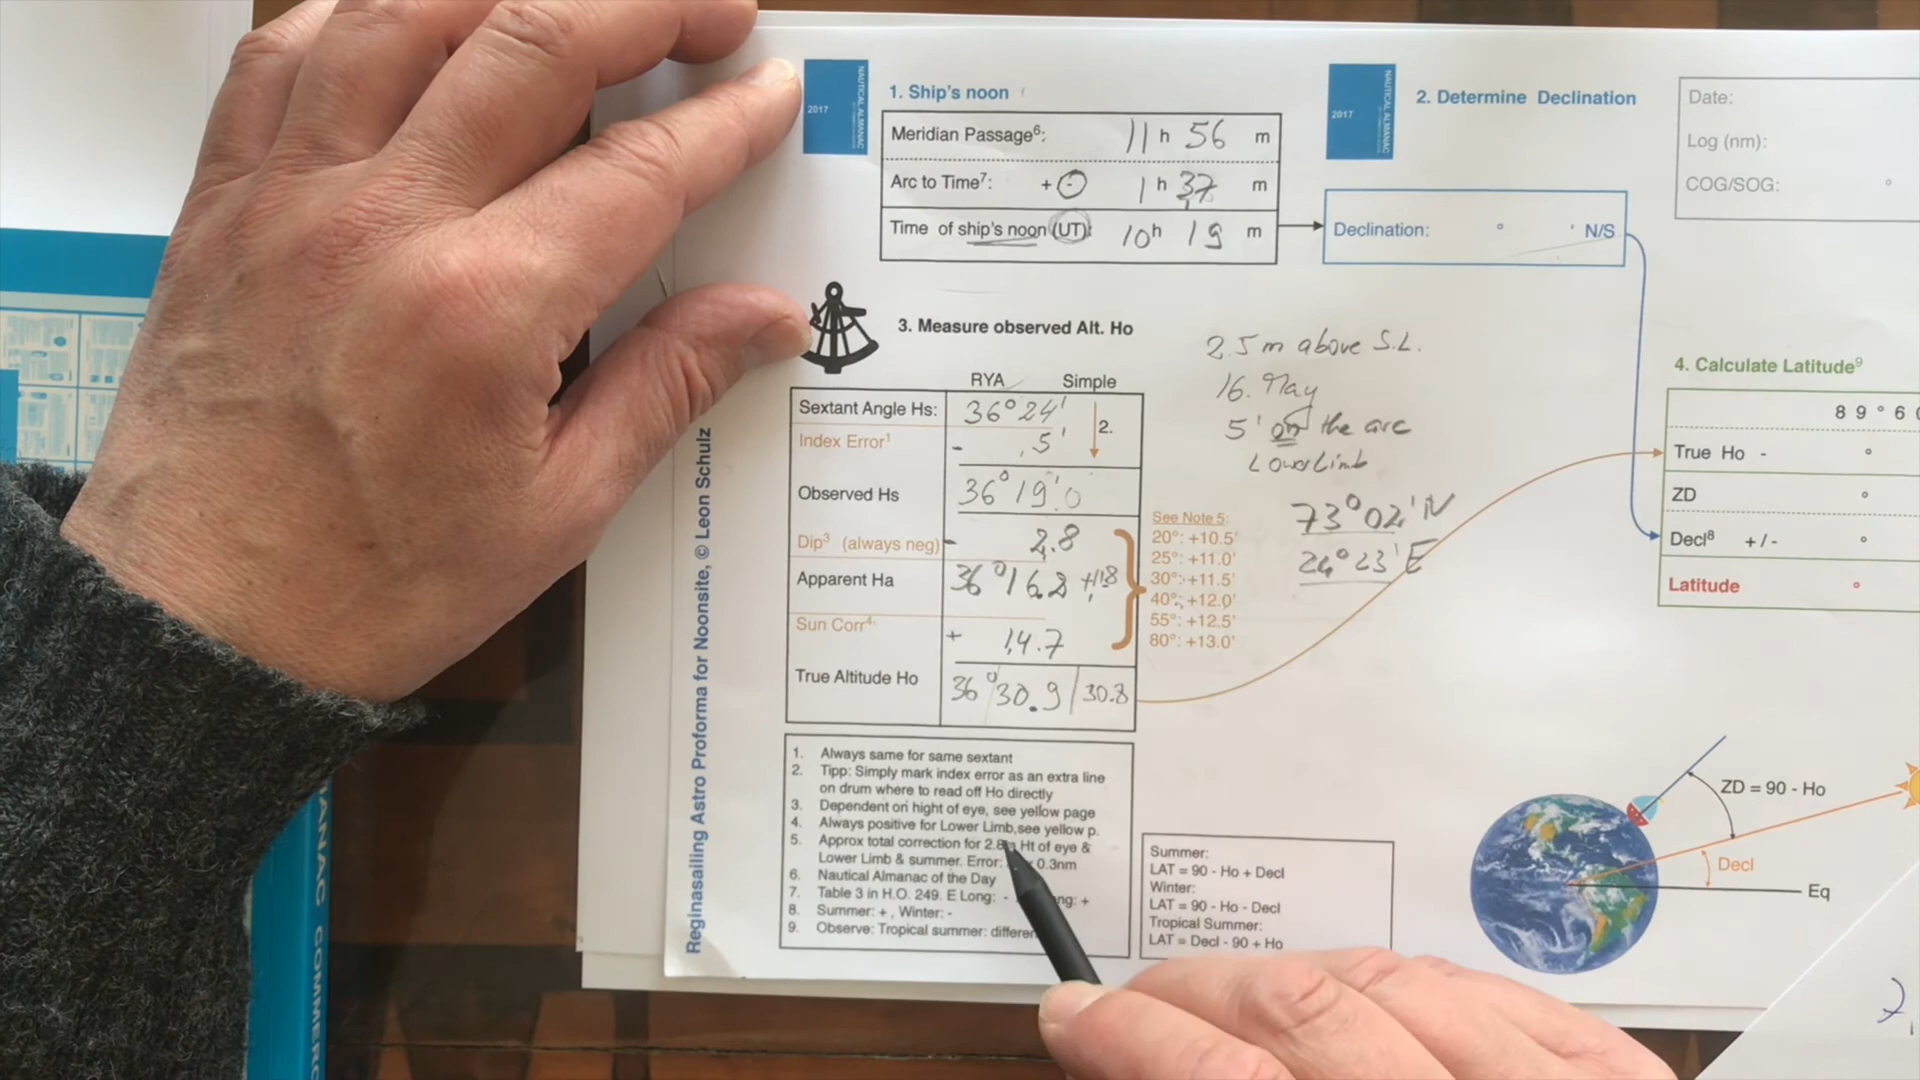 2017
NAUTICAL ALMANAC
1. Ship's noon
Meridian Passage⁶: 11 h 56 m
Arc to Time⁷: + - 1 h 37 m
Time of ship's noon (UT): 10 h 19 m
2017
NAUTICAL ALMANAC
2. Determine Declination
Declination: ° ' N/S
Date:
Log (nm):
COG/SOG: °
3. Measure observed Alt. Ho
RYA Simple
Sextant Angle Hs: 36°24'
Index Error¹ - 5' 2.
Observed Hs 36°19'.0
Dip³ (always neg) - 2.8
Apparent Ha 36°16.2 +11.8
Sun Corr⁴· + 14.7
True Altitude Ho 36°30.9 / 30.8
2.5m above S.L.
16. May
5' on the arc
Lower Limb
73°02'N
24°23'E
See Note 5:
20°: +10.5'
25°: +11.0'
30°: +11.5'
40°: +12.0'
55°: +12.5'
80°: +13.0'
4. Calculate Latitude⁹
89°60
True Ho - °
ZD °
Decl⁸ +/- °
Latitude °
Reginasailing Astro Proforma for Noonsite, © Leon Schulz
1. Always same for same sextant
2. Tipp: Simply mark index error as an extra line
on drum where to read off Ho directly
3. Dependent on hight of eye, see yellow page
4. Always positive for Lower Limb,see yellow p.
5. Approx total correction for 2.8 Ht of eye &
Lower Limb & summer. Error: 0.3nm
6. Nautical Almanac of the Day
7. Table 3 in H.O. 249. E Long: - +
8. Summer: + , Winter: -
9. Observe: Tropical summer:
Summer:
LAT = 90 - Ho + Decl
Winter:
LAT = 90 - Ho - Decl
Tropical Summer:
LAT = Decl - 90 + Ho
ZD = 90 - Ho
Decl
Eq